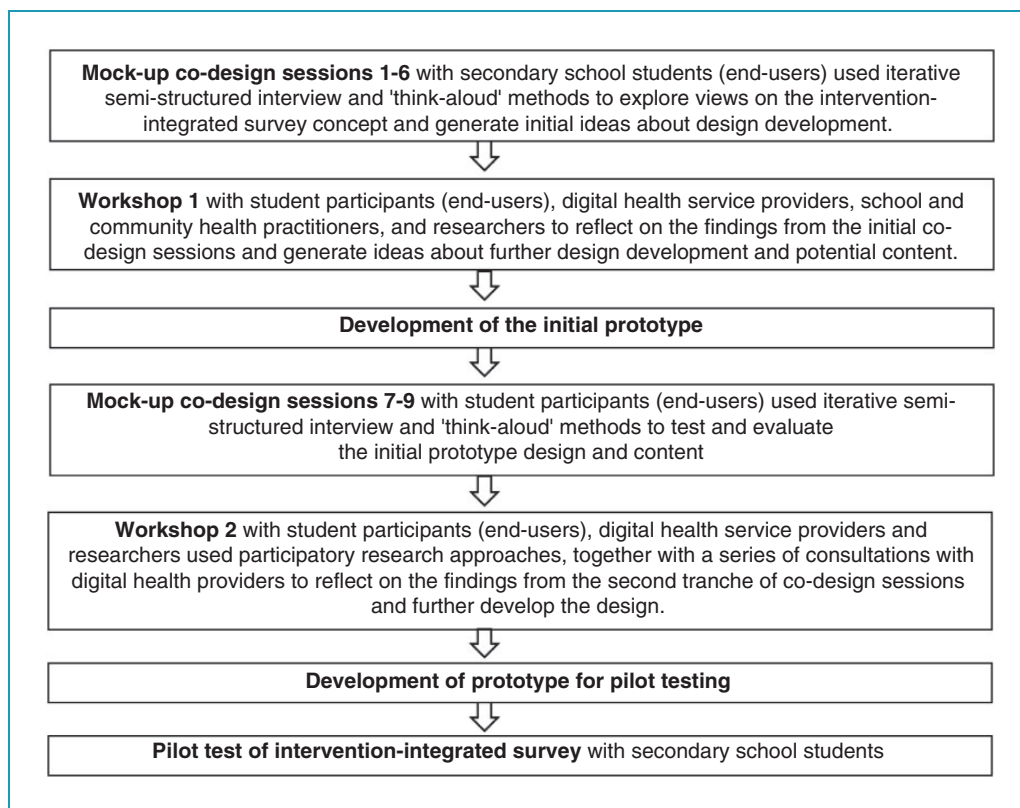 Mock-up co-design sessions 1-6 with secondary school students (end-users) used iterative
semi-structured interview and 'think-aloud' methods to explore views on the intervention-
integrated survey concept and generate initial ideas about design development.
Workshop 1 with student participants (end-users), digital health service providers, school and
community health practitioners, and researchers to reflect on the findings from the initial co-
design sessions and generate ideas about further design development and potential content.
Development of the initial prototype
Mock-up co-design sessions 7-9 with student participants (end-users) used iterative semi-
structured interview and 'think-aloud' methods to test and evaluate
the initial prototype design and content
Workshop 2 with student participants (end-users), digital health service providers and
researchers used participatory research approaches, together with a series of consultations with
digital health providers to reflect on the findings from the second tranche of co-design sessions
and further develop the design.
Development of prototype for pilot testing
Pilot test of intervention-integrated survey with secondary school students